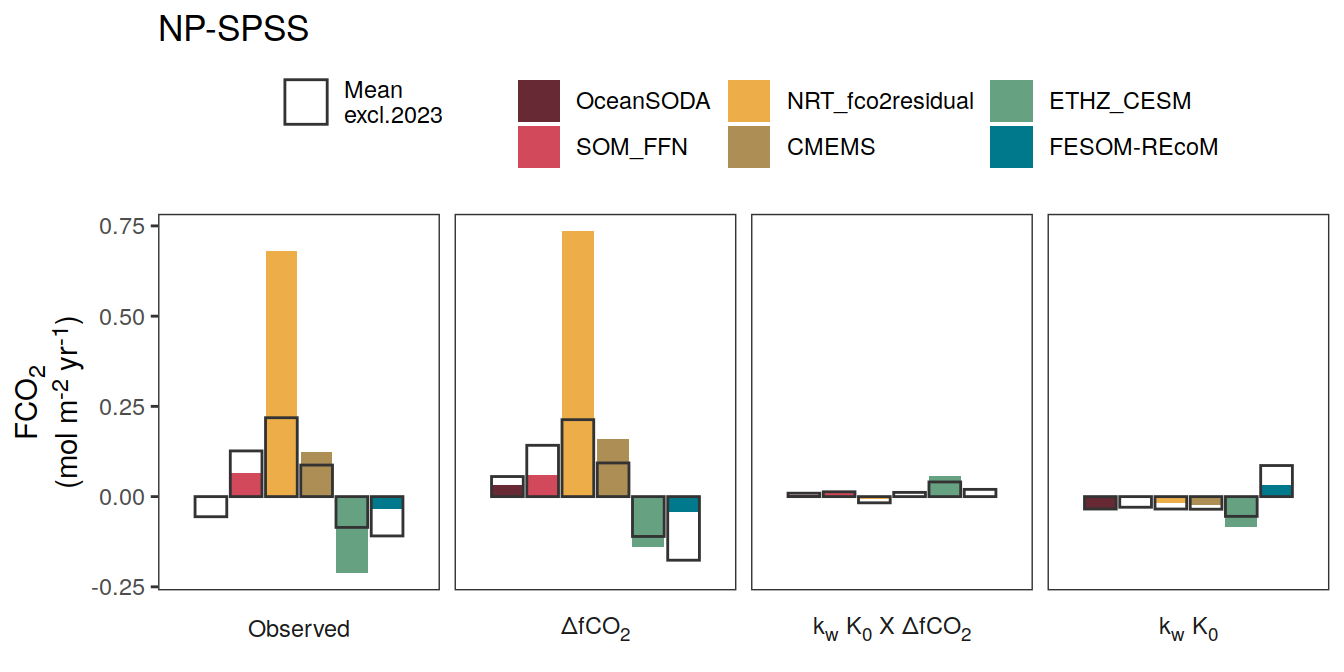 NP-SPSS
Mean
excl.2023
OceanSODA
NRT_fco2residual
ETHZ_CESM
SOM_FFN
CMEMS
FESOM-REcoM
FCO₂
(mol m⁻² yr⁻¹)
0.75
0.50
0.25
0.00
-0.25
Observed
ΔfCO₂
k_w K₀ X ΔfCO₂
k_w K₀